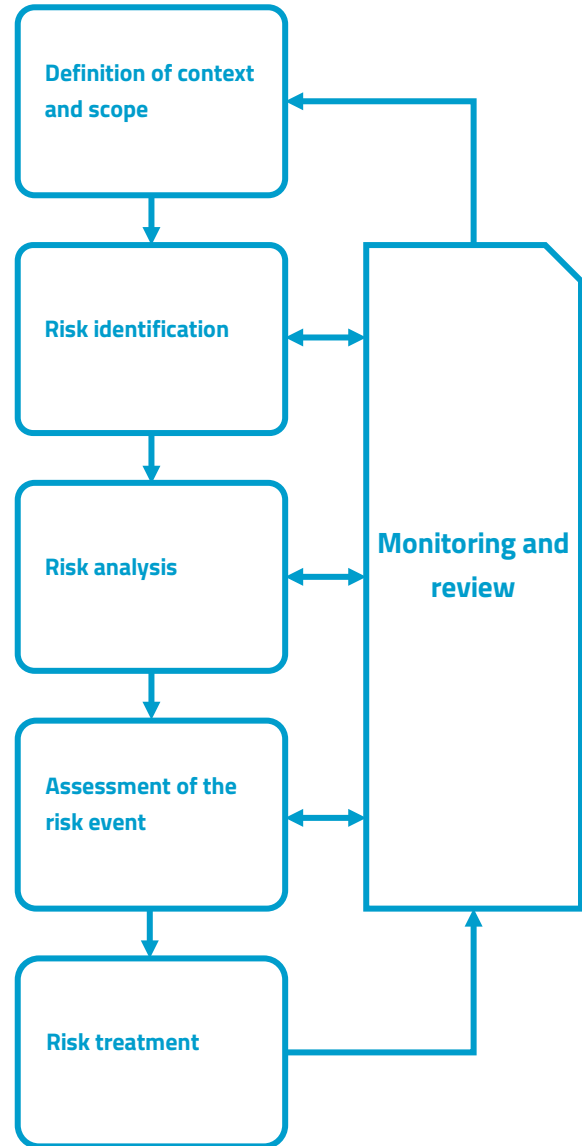 Definition of context
and scope
Risk identification
Risk analysis
Monitoring and
review
Assessment of the
risk event
Risk treatment